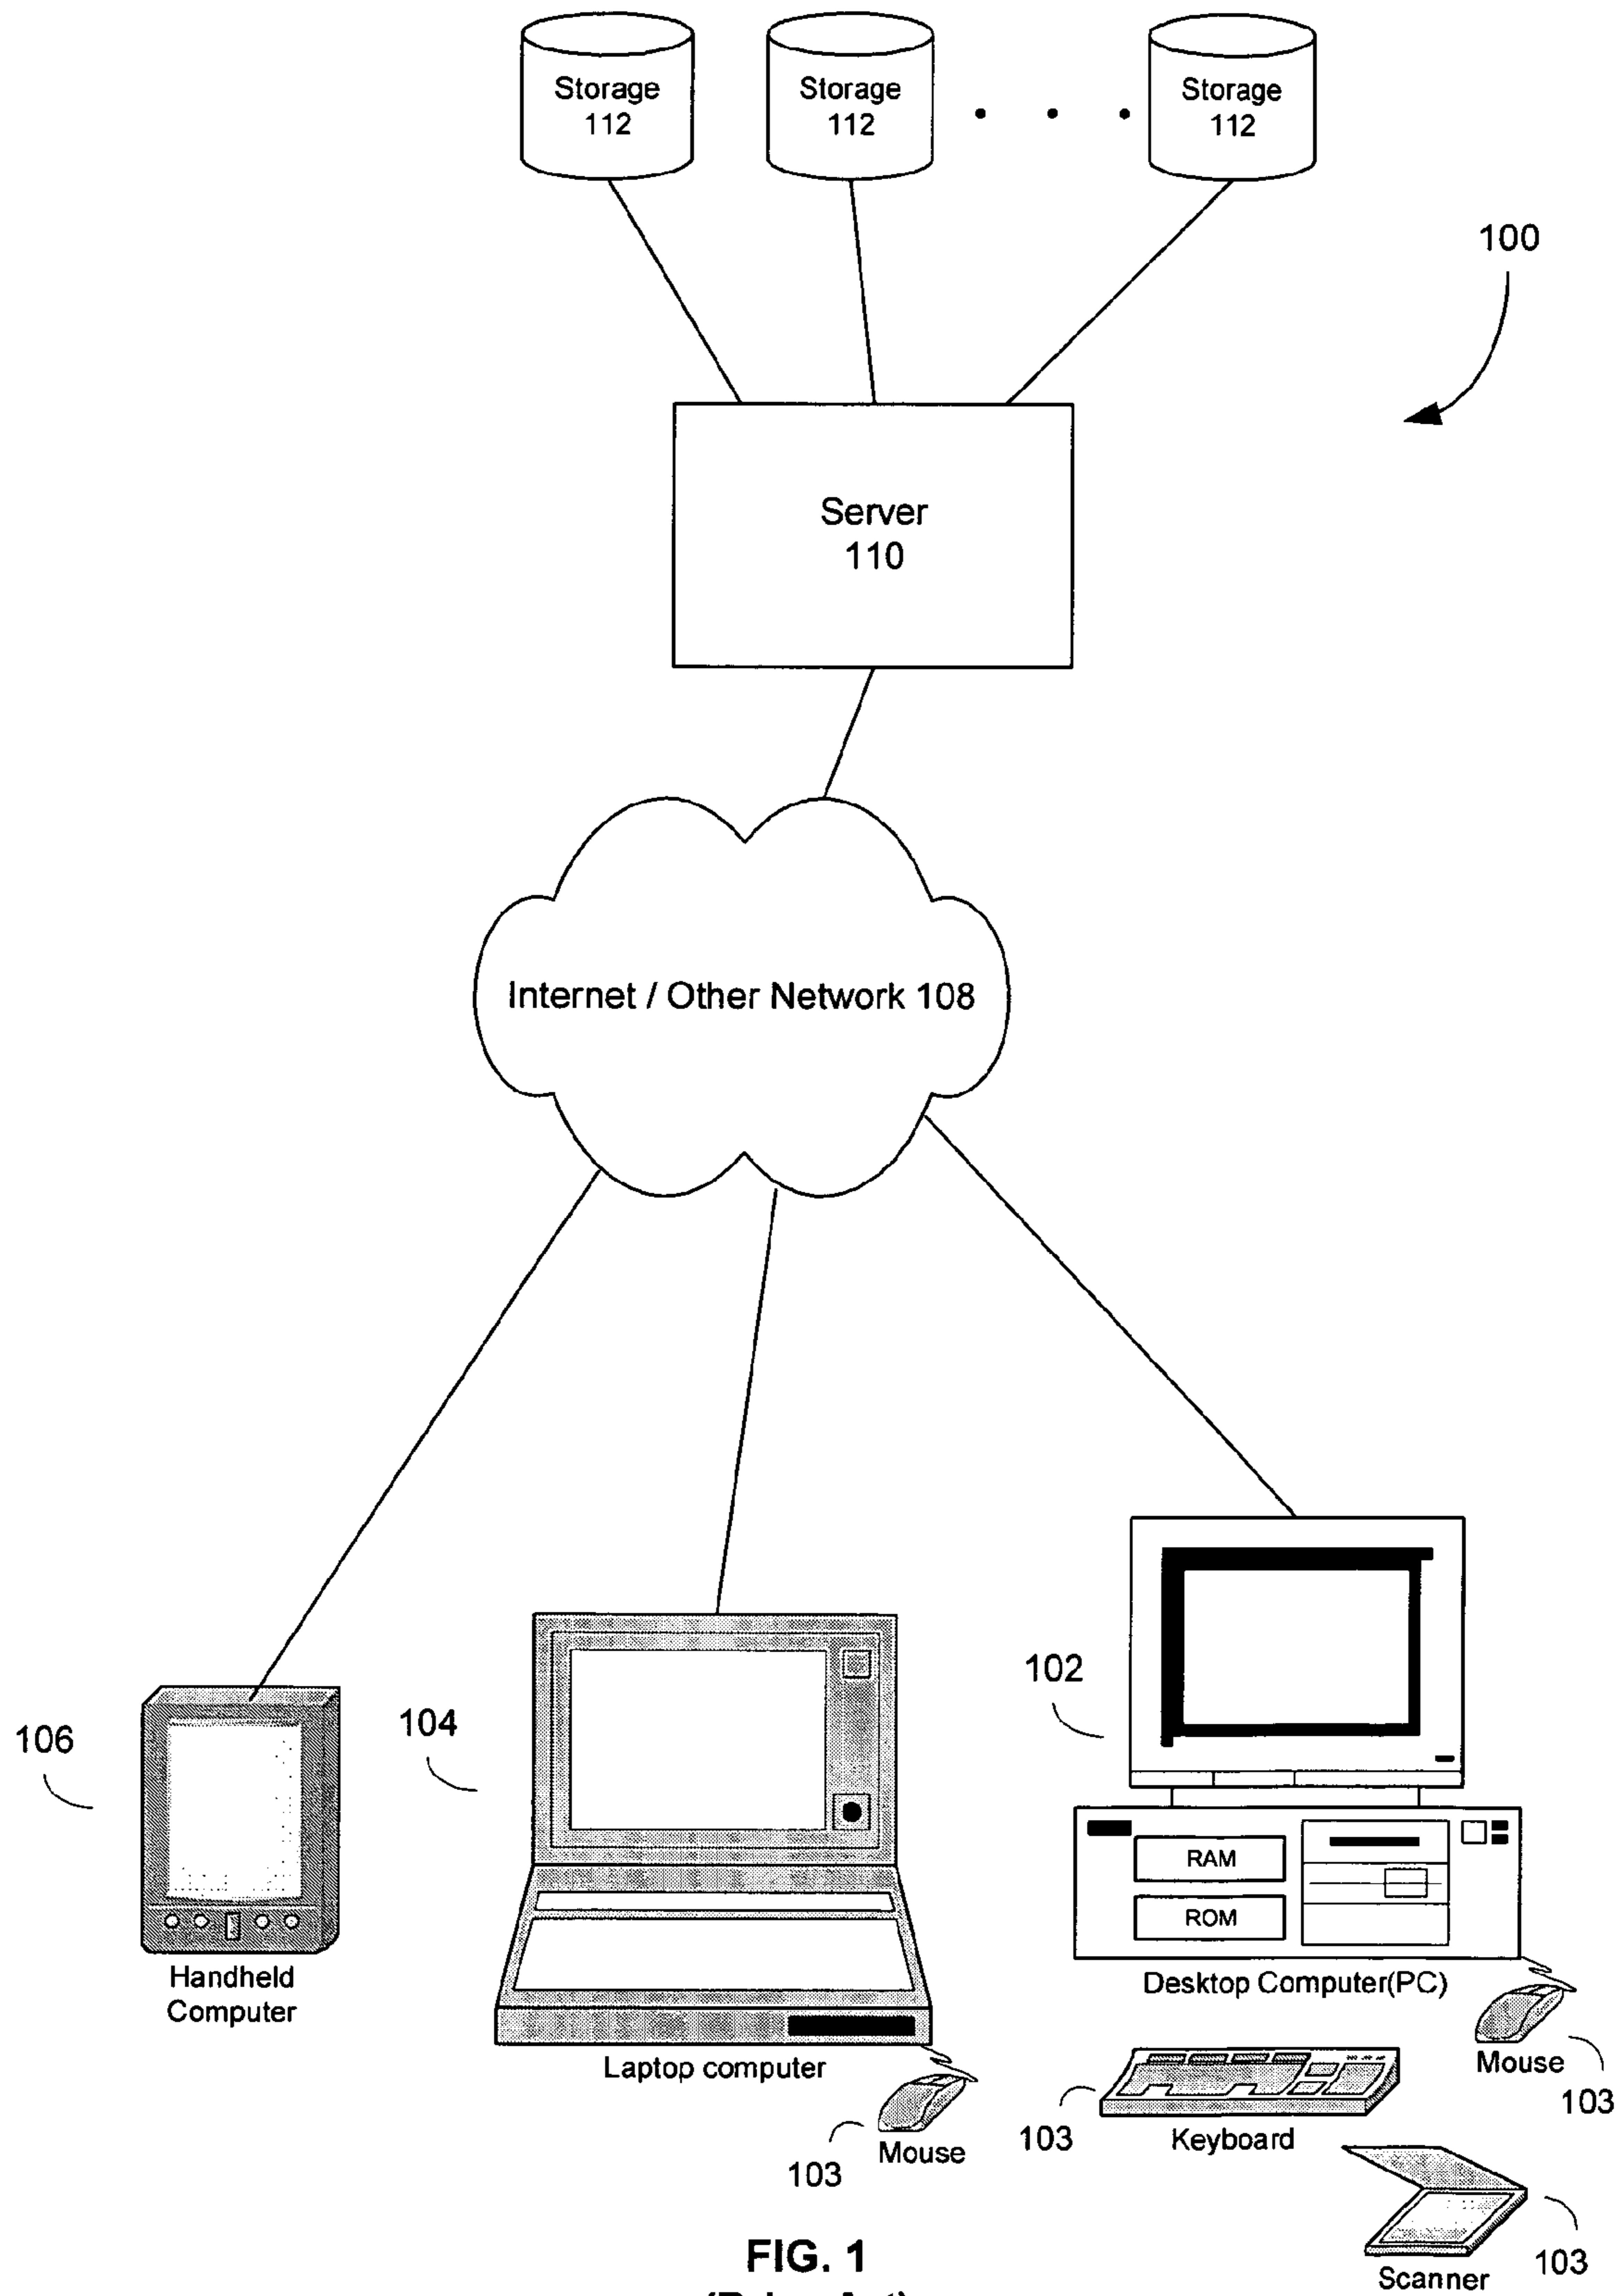 Storage
112
Storage
112
Storage
112
100
Server
110
Internet / Other Network 108
102
104
106
RAM
ROM
Handheld
Computer
Desktop Computer(PC)
Laptop computer
Mouse
103
103
Mouse
103
Keyboard
103
Scanner
FIG. 1